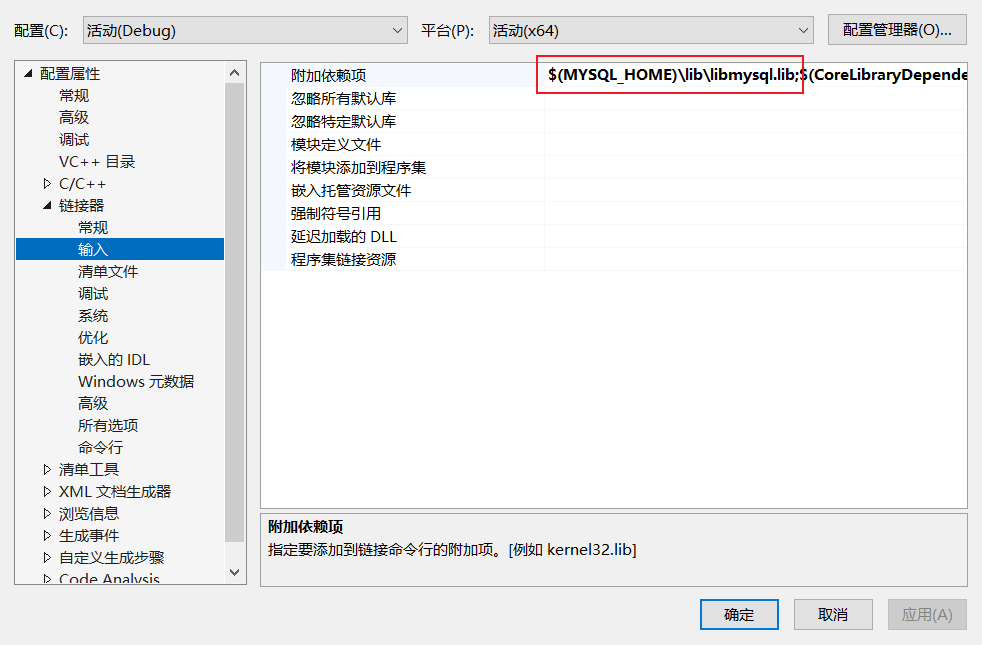 配置(C):
活动(Debug)
平台(P):
活动(x64)
配置管理器(O)...
配置属性
常规
高级
调试
VC++ 目录
C/C++
链接器
常规
输入
清单文件
调试
系统
优化
嵌入的 IDL
Windows 元数据
高级
所有选项
命令行
清单工具
XML 文档生成器
浏览信息
生成事件
自定义生成步骤
Code Analysis
附加依赖项
$(MYSQL_HOME)\lib\libmysql.lib;$(CoreLibraryDepende
忽略所有默认库
忽略特定默认库
模块定义文件
将模块添加到程序集
嵌入托管资源文件
强制符号引用
延迟加载的 DLL
程序集链接资源
附加依赖项
指定要添加到链接命令行的附加项。[例如 kernel32.lib]
确定
取消
应用(A)